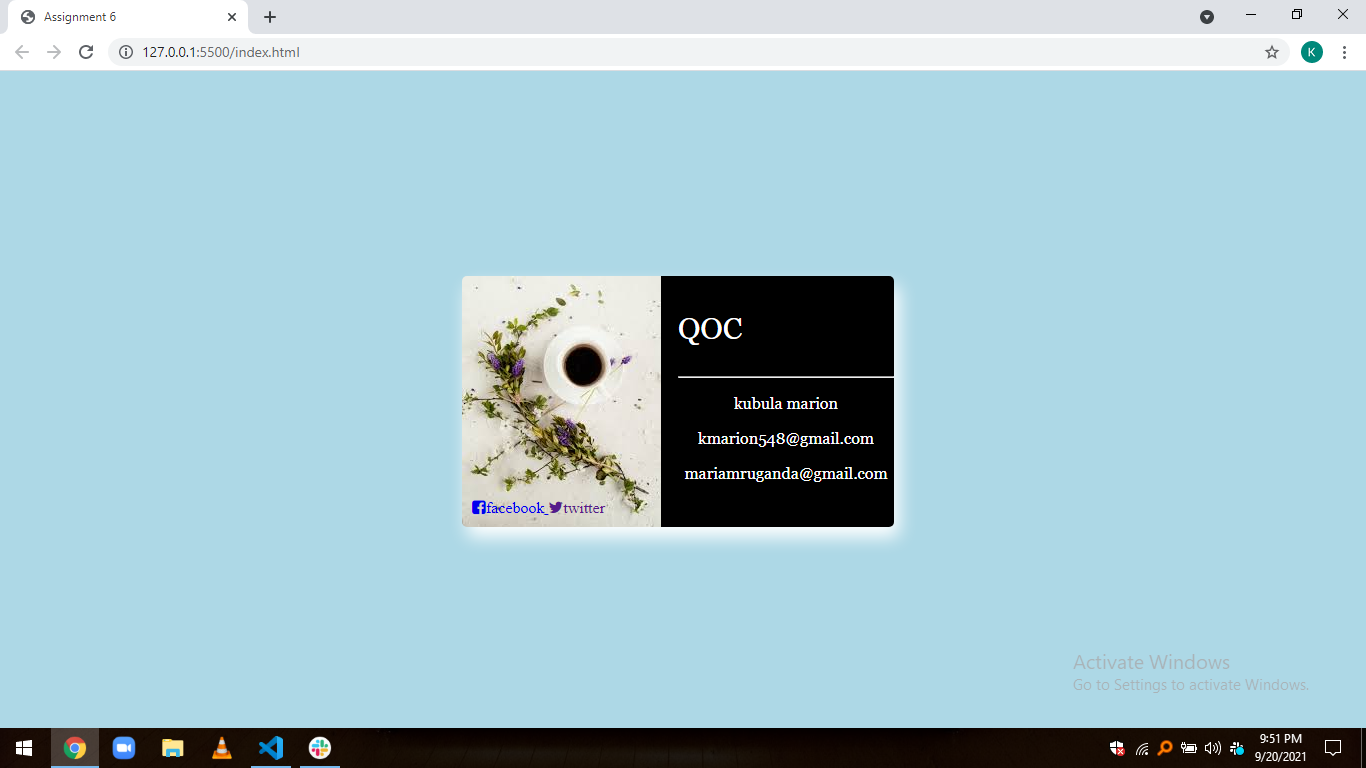 Assignment 6
127.0.0.1:5500/index.html
K
QOC
kubula marion
kmarion548@gmail.com
mariamruganda@gmail.com
facebook twitter
Activate Windows
Go to Settings to activate Windows.
9:51 PM
9/20/2021